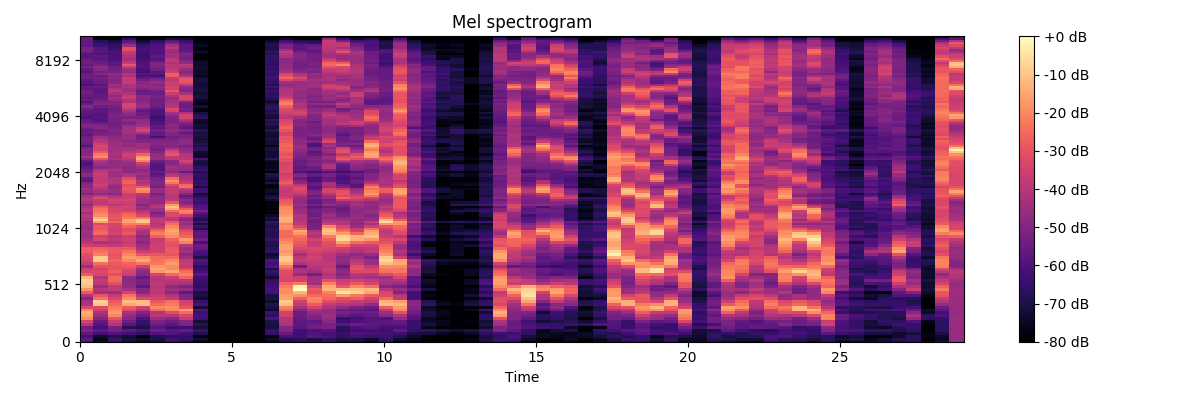 Mel spectrogram
Hz
8192
4096
2048
1024
512
0
0 5 10 15 20 25
Time
+0 dB
-10 dB
-20 dB
-30 dB
-40 dB
-50 dB
-60 dB
-70 dB
-80 dB